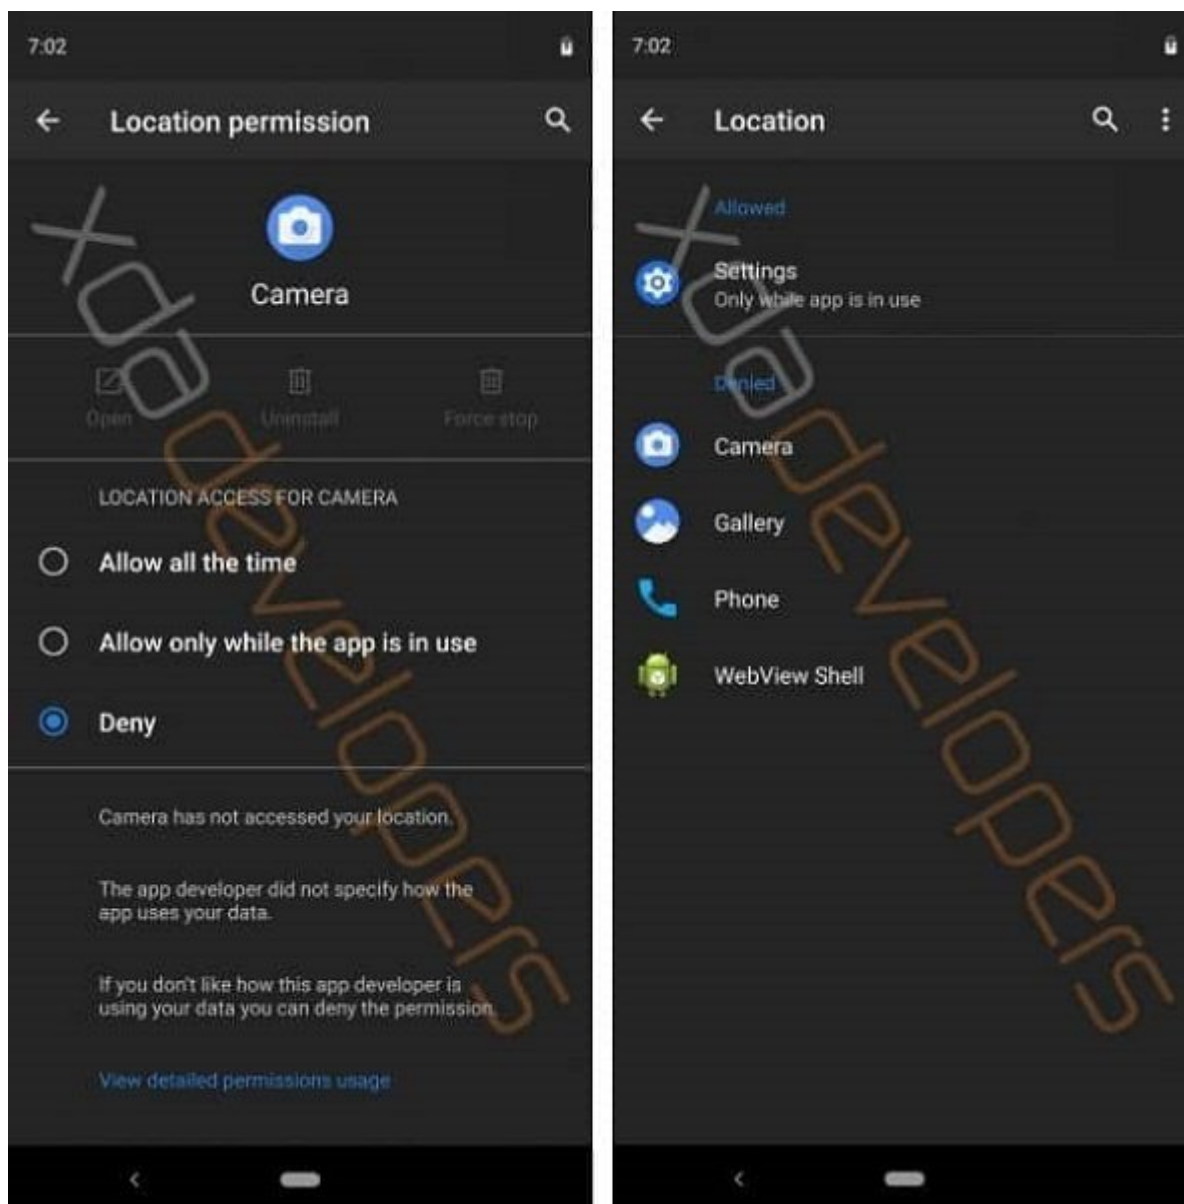 7:02
Location permission
Camera
Open
Uninstall
Force stop
LOCATION ACCESS FOR CAMERA
Allow all the time
Allow only while the app is in use
Deny
Camera has not accessed your location.
The app developer did not specify how the
app uses your data.
If you don't like how this app developer is
using your data you can deny the permission.
View detailed permissions usage
xdadevelopers
7:02
Location
Allowed
Settings
Only while app is in use
Denied
Camera
Gallery
Phone
WebView Shell
xdadevelopers